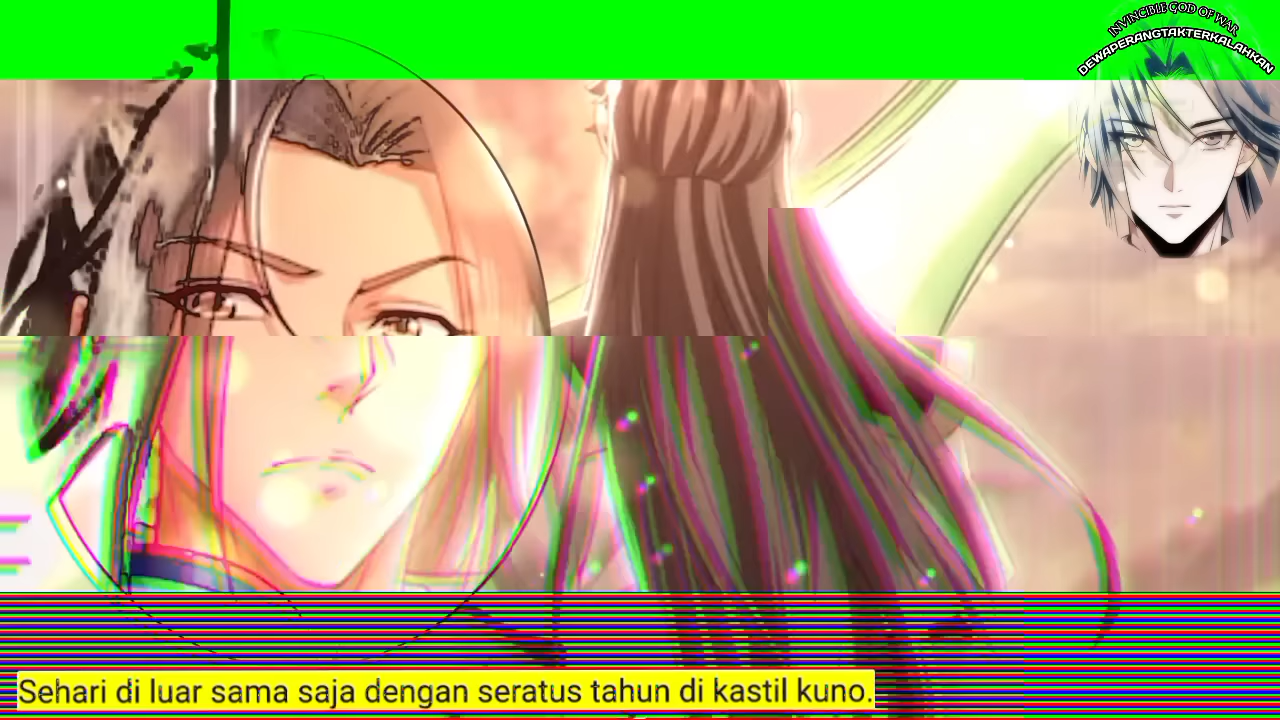 INVINCIBLE GOD OF WAR
DEWAPERANGTAKTERKALAHKAN
Sehari di luar sama saja dengan seratus tahun di kastil kuno.